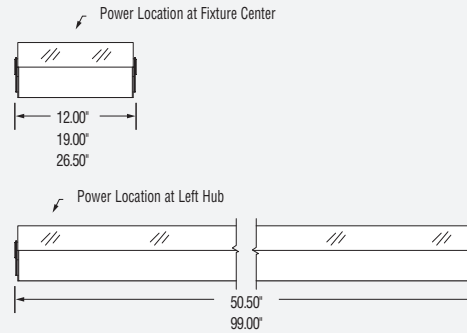 Power Location at Fixture Center
12.00"
19.00"
26.50"
Power Location at Left Hub
50.50"
99.00"